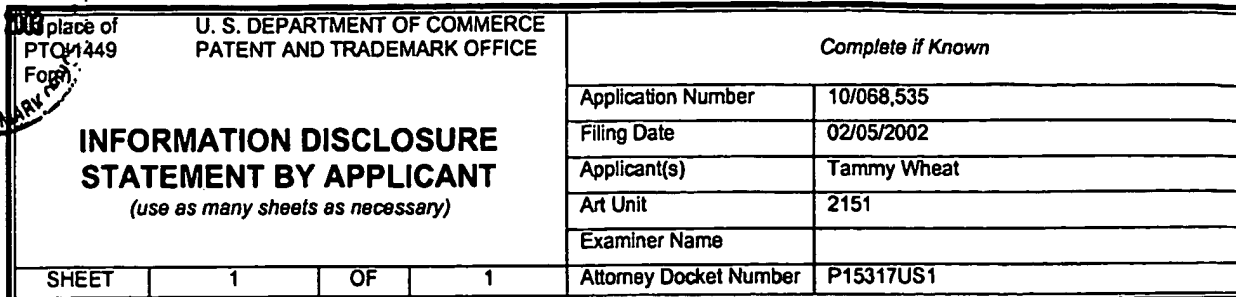 place of U. S. DEPARTMENT OF COMMERCE
PTO/1449 PATENT AND TRADEMARK OFFICE
Form
Complete if Known
INFORMATION DISCLOSURE
STATEMENT BY APPLICANT
(use as many sheets as necessary)
Application Number 10/068,535
Filing Date 02/05/2002
Applicant(s) Tammy Wheat
Art Unit 2151
Examiner Name
SHEET 1 OF 1 Attorney Docket Number P15317US1